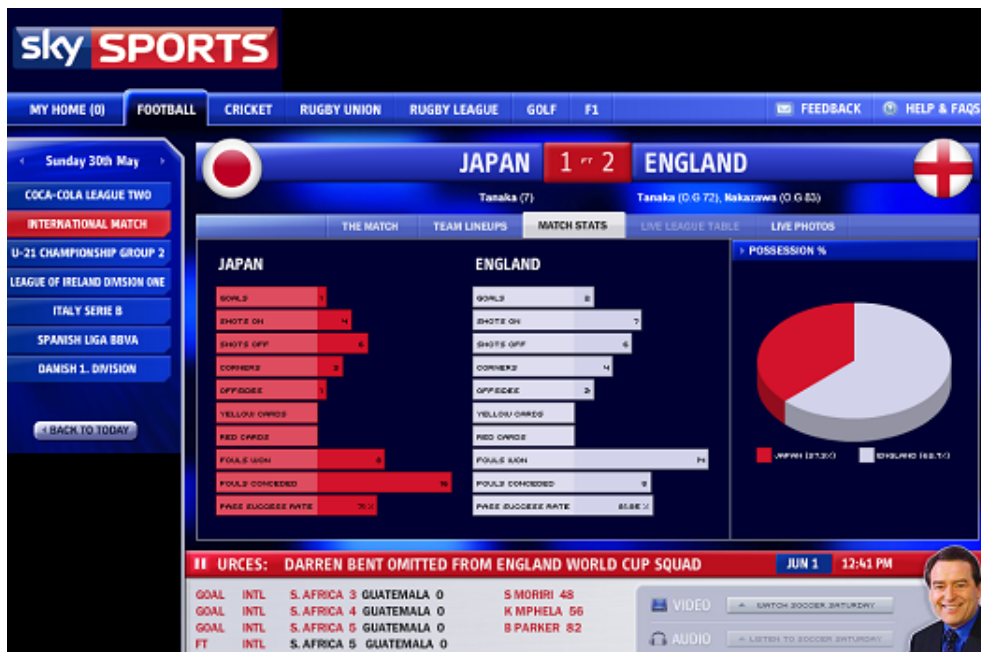 sky SPORTS
MY HOME (0) FOOTBALL CRICKET RUGBY UNION RUGBY LEAGUE GOLF F1 FEEDBACK HELP & FAQS
Sunday 30th May
COCA-COLA LEAGUE TWO
INTERNATIONAL MATCH
U-21 CHAMPIONSHIP GROUP 2
LEAGUE OF IRELAND DIVISION ONE
ITALY SERIE B
SPANISH LIGA BBVA
DANISH 1. DIVISION
BACK TO TODAY
JAPAN 1 FT 2 ENGLAND
Tanaka (7) Tanaka (O.G 72), Nakazawa (O.G 83)
THE MATCH TEAM LINEUPS MATCH STATS LIVE LEAGUE TABLE LIVE PHOTOS
JAPAN
GOALS 1
SHOTS ON 4
SHOTS OFF 6
CORNERS 3
OFFSIDES 1
YELLOW CARDS
RED CARDS
FOULS WON
FOULS CONCEDED
PASS SUCCESS RATE
ENGLAND
GOALS 2
SHOTS ON 7
SHOTS OFF 6
CORNERS 4
OFFSIDES
YELLOW CARDS
RED CARDS
FOULS WON
FOULS CONCEDED
PASS SUCCESS RATE
POSSESSION %
JAPAN
ENGLAND
URCES: DARREN BENT OMITTED FROM ENGLAND WORLD CUP SQUAD JUN 1 12:41 PM
GOAL INTL S. AFRICA 3 GUATEMALA 0 S MORIRI 48
GOAL INTL S. AFRICA 4 GUATEMALA 0 K MPHELA 56
GOAL INTL S. AFRICA 5 GUATEMALA 0 B PARKER 82
FT INTL S. AFRICA 5 GUATEMALA 0
VIDEO WATCH SOCCER SATURDAY
AUDIO LISTEN TO SOCCER SATURDAY